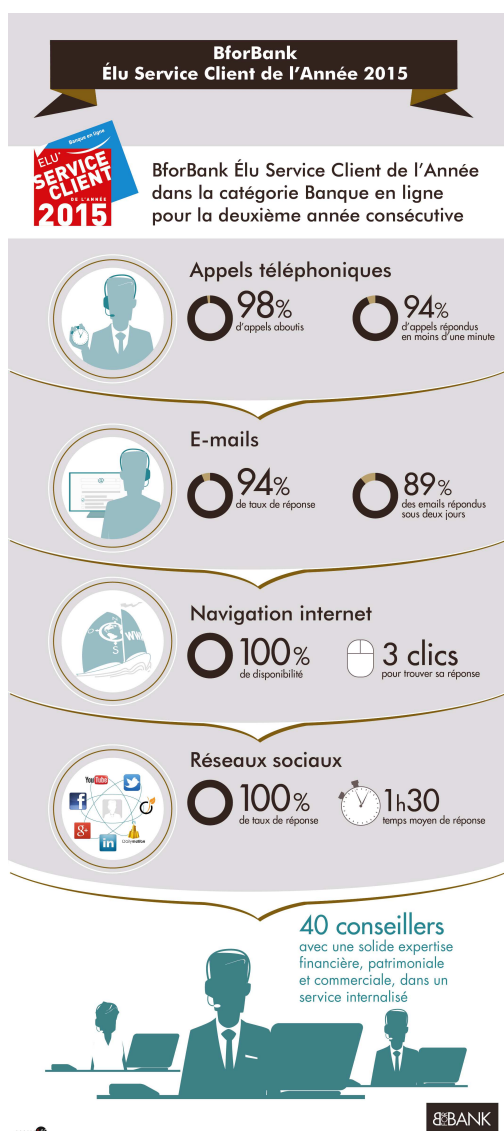 BforBank
Élu Service Client de l'Année 2015
Banque en ligne
ELU
SERVICE
CLIENT
DE L'ANNÉE
2015
BforBank Élu Service Client de l'Année
dans la catégorie Banque en ligne
pour la deuxième année consécutive
Appels téléphoniques
98%
d'appels aboutis
94%
d'appels répondus
en moins d'une minute
E-mails
94%
de taux de réponse
89%
des emails répondus
sous deux jours
Navigation internet
100%
de disponibilité
3 clics
pour trouver sa réponse
Réseaux sociaux
100%
de taux de réponse
1h30
temps moyen de réponse
YouTube
40 conseillers
avec une solide expertise
financière, patrimoniale
et commerciale, dans un
service internalisé
BFORBANK